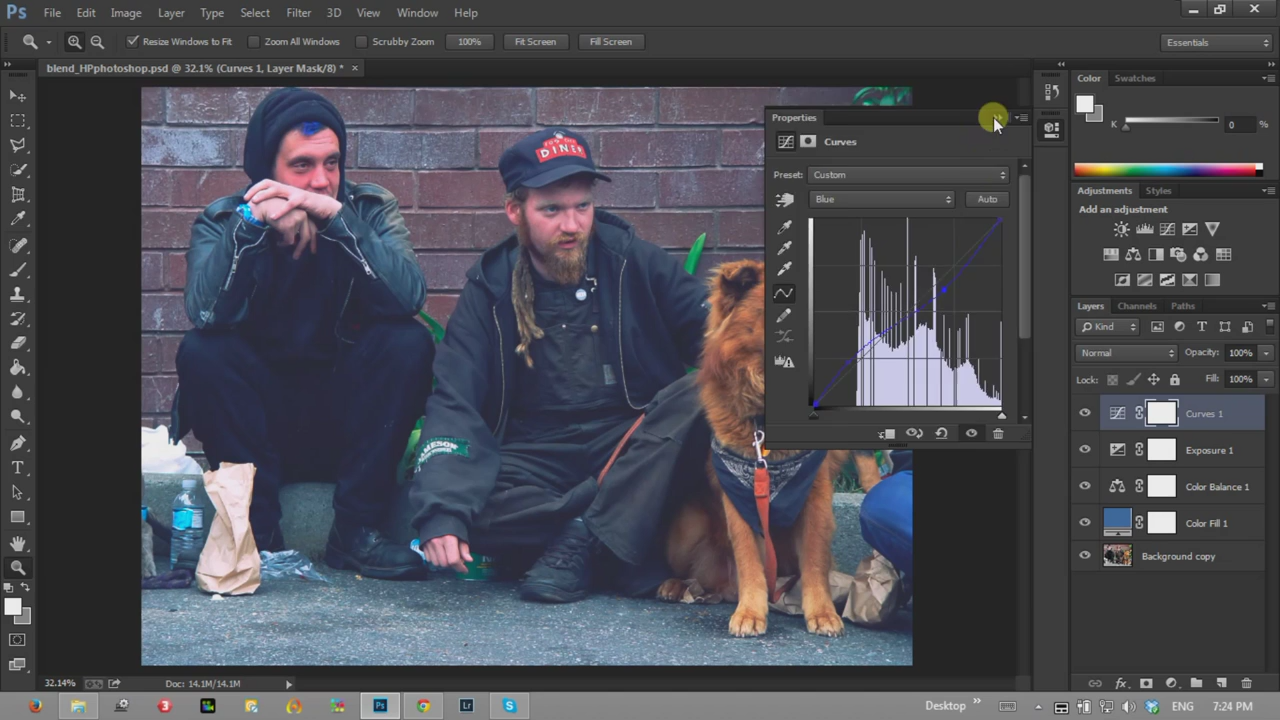 Ps File Edit Image Layer Type Select Filter 3D View Window Help
Resize Windows to Fit Zoom All Windows Scrubby Zoom 100% Fit Screen Fill Screen Essentials
blend_HPphotoshop.psd @ 32.1% (Curves 1, Layer Mask/8) * ×
Color Swatches
K 0 %
Properties
Curves
Preset: Custom
Blue Auto
Adjustments Styles
Add an adjustment
Layers Channels Paths
Kind
Normal Opacity: 100%
Lock: Fill: 100%
Curves 1
Exposure 1
Color Balance 1
Color Fill 1
Background copy
DINER
JAMESON
32.14% Doc: 14.1M/14.1M
Ps Lr Desktop ENG 7:24 PM